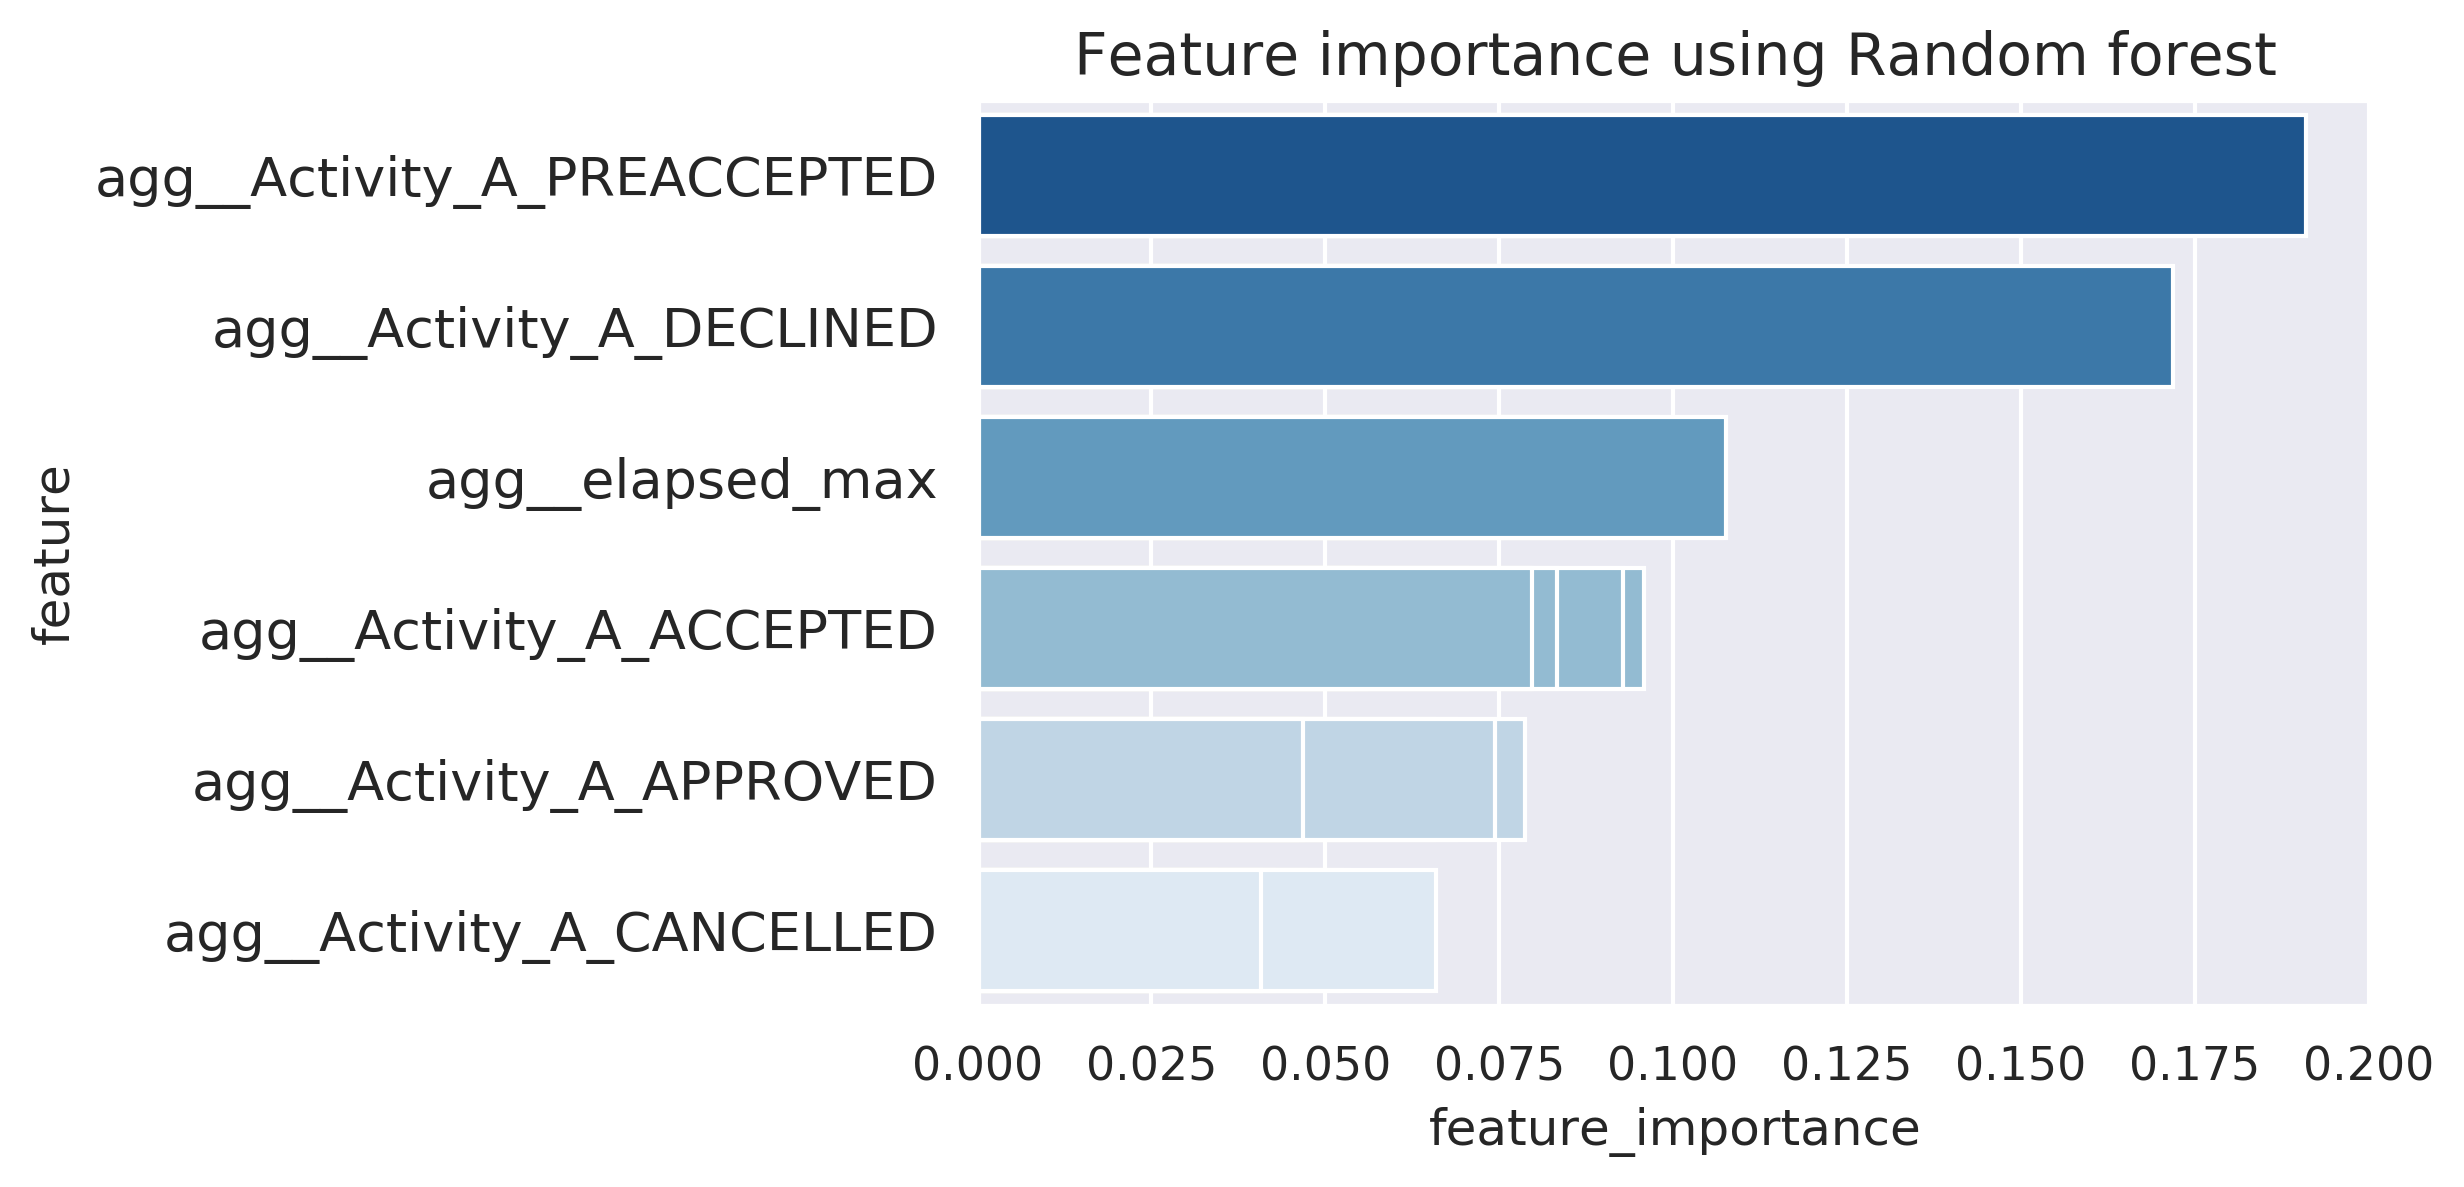 Feature importance using Random forest
agg__Activity_A_PREACCEPTED
agg__Activity_A_DECLINED
agg__elapsed_max
agg__Activity_A_ACCEPTED
agg__Activity_A_APPROVED
agg__Activity_A_CANCELLED
feature
0.000 0.025 0.050 0.075 0.100 0.125 0.150 0.175 0.200
feature_importance